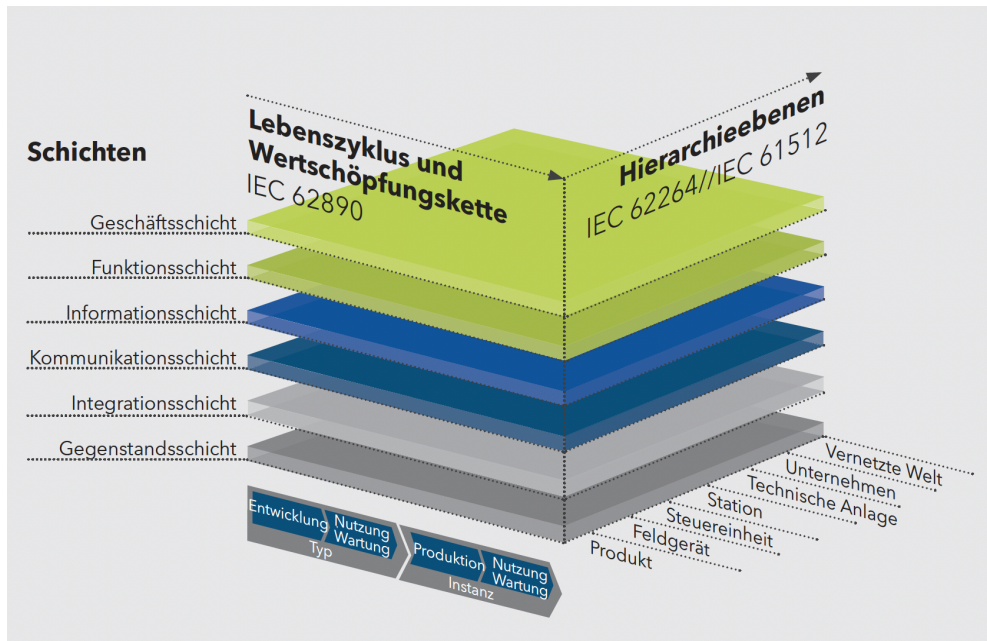 Schichten
Lebenszyklus und
Wertschöpfungskette
IEC 62890
Hierarchieebenen
IEC 62264//IEC 61512
Geschäftsschicht
Funktionsschicht
Informationsschicht
Kommunikationsschicht
Integrationsschicht
Gegenstandsschicht
Entwicklung
Nutzung
Wartung
Typ
Produktion
Nutzung
Wartung
Instanz
Vernetzte Welt
Unternehmen
Technische Anlage
Station
Steuereinheit
Feldgerät
Produkt